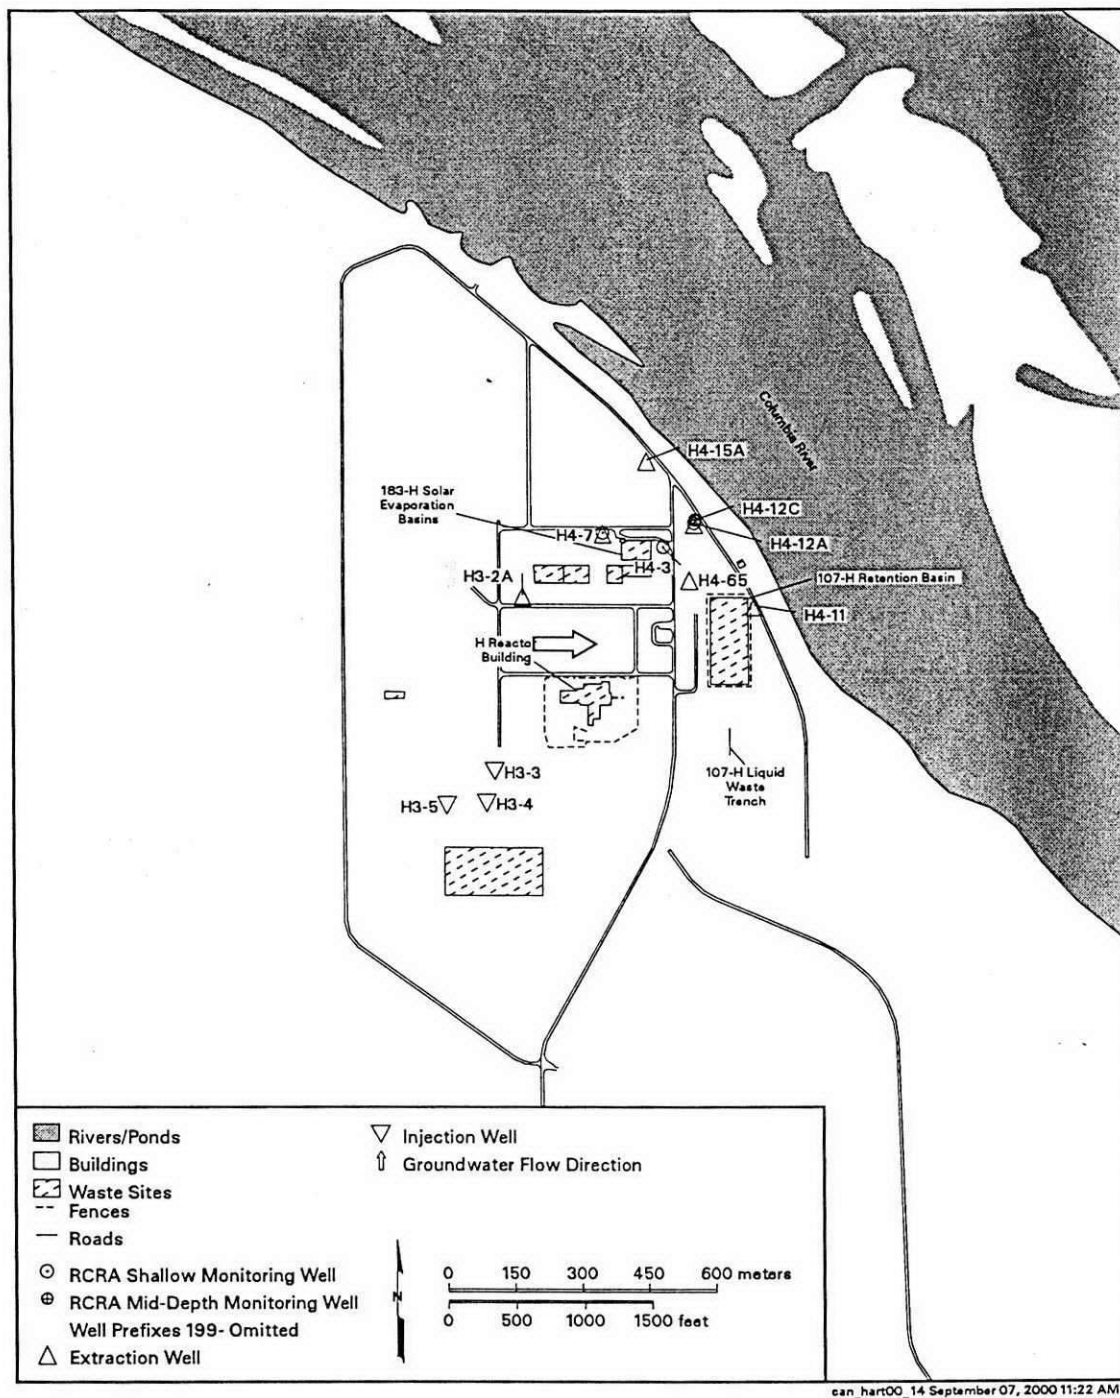 Columbia River
H4-15A
183-H Solar
Evaporation
Basins
H4-12C
H4-7
H4-12A
H4-3
H3-2A
H4-65
107-H Retention Basin
H4-11
H Reacto
Building
107-H Liquid
Waste
Trench
H3-3
H3-5
H3-4
Rivers/Ponds
Buildings
Waste Sites
Fences
Roads
RCRA Shallow Monitoring Well
RCRA Mid-Depth Monitoring Well
Well Prefixes 199- Omitted
Extraction Well
Injection Well
Groundwater Flow Direction
N
0 150 300 450 600 meters
0 500 1000 1500 feet
can_hart00_14 September 07, 2000 11:22 AM